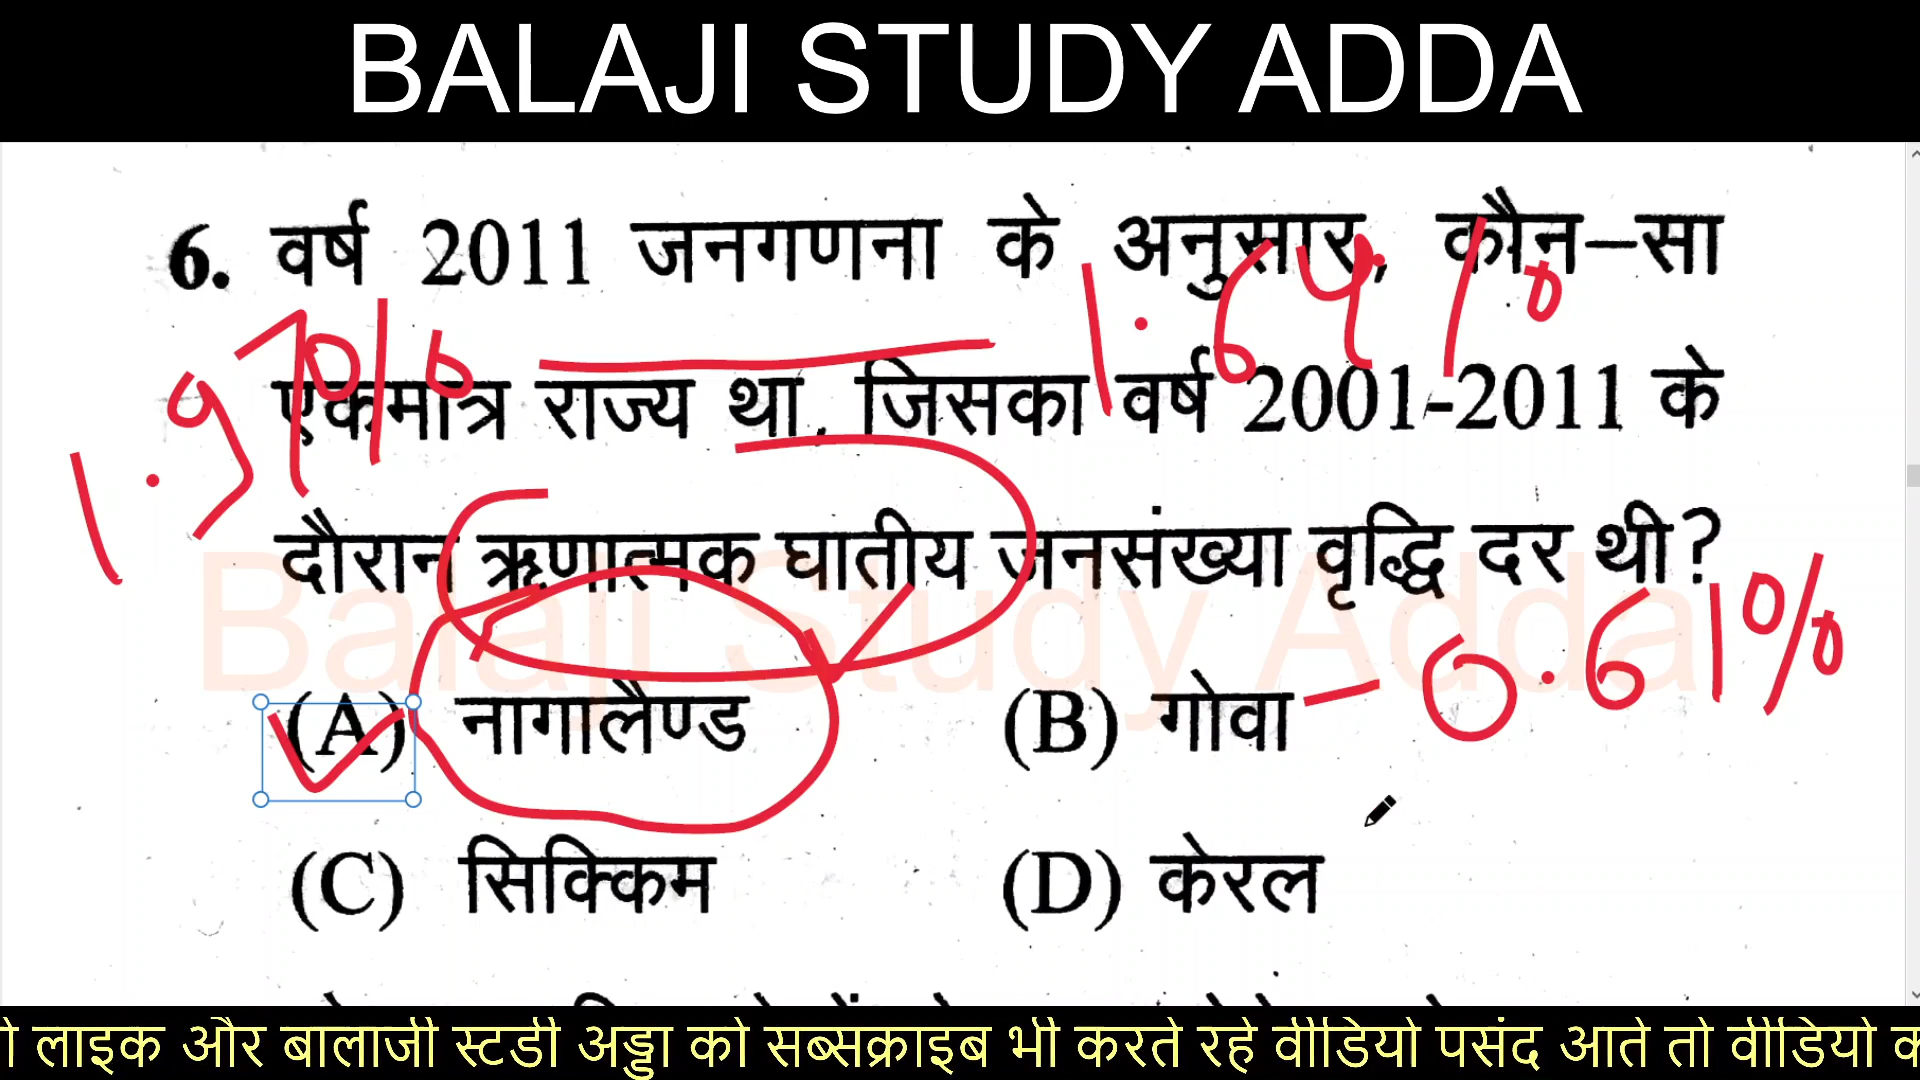 BALAJI STUDY ADDA
6. वर्ष 2011 जनगणना के अनुसार, कौन–सा
1.64%
1.97%
एकमात्र राज्य था, जिसका वर्ष 2001-2011 के
दौरान ऋणात्मक घातीय जनसंख्या वृद्धि दर थी?
Balaji Study Adda
-0.61%
(A) नागालैण्ड (B) गोवा
(C) सिक्किम (D) केरल
लाइक और बालाजी स्टडी अड्डा को सब्सक्राइब भी करते रहे वीडियो पसंद आते तो वीडियो